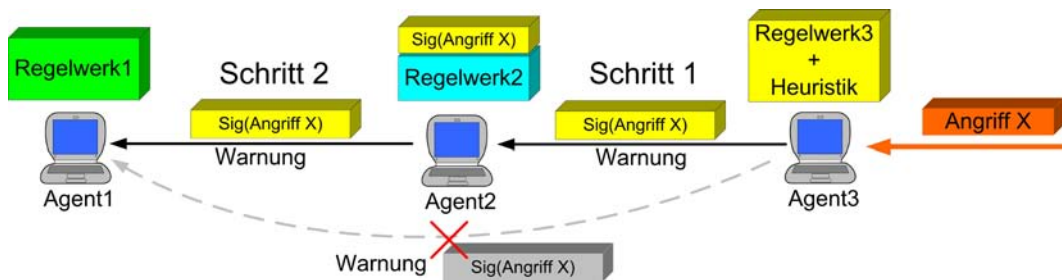 Regelwerk1
Schritt 2
Sig(Angriff X)
Regelwerk2
Schritt 1
Regelwerk3
+
Heuristik
Sig(Angriff X)
Sig(Angriff X)
Angriff X
Warnung
Warnung
Agent1
Agent2
Agent3
Warnung
Sig(Angriff X)